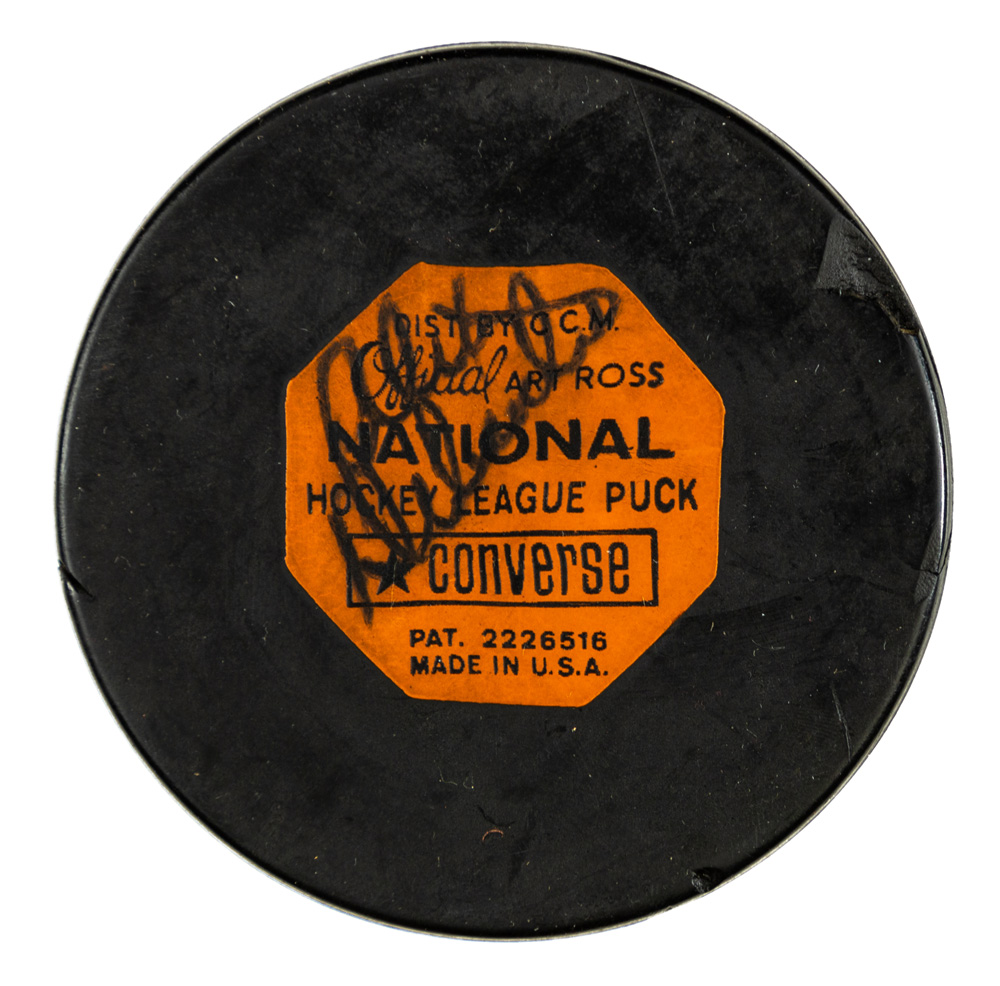 DIST. BY C.C.M.
Official ART ROSS
NATIONAL
HOCKEY LEAGUE PUCK
★ converse
PAT. 2226516
MADE IN U.S.A.